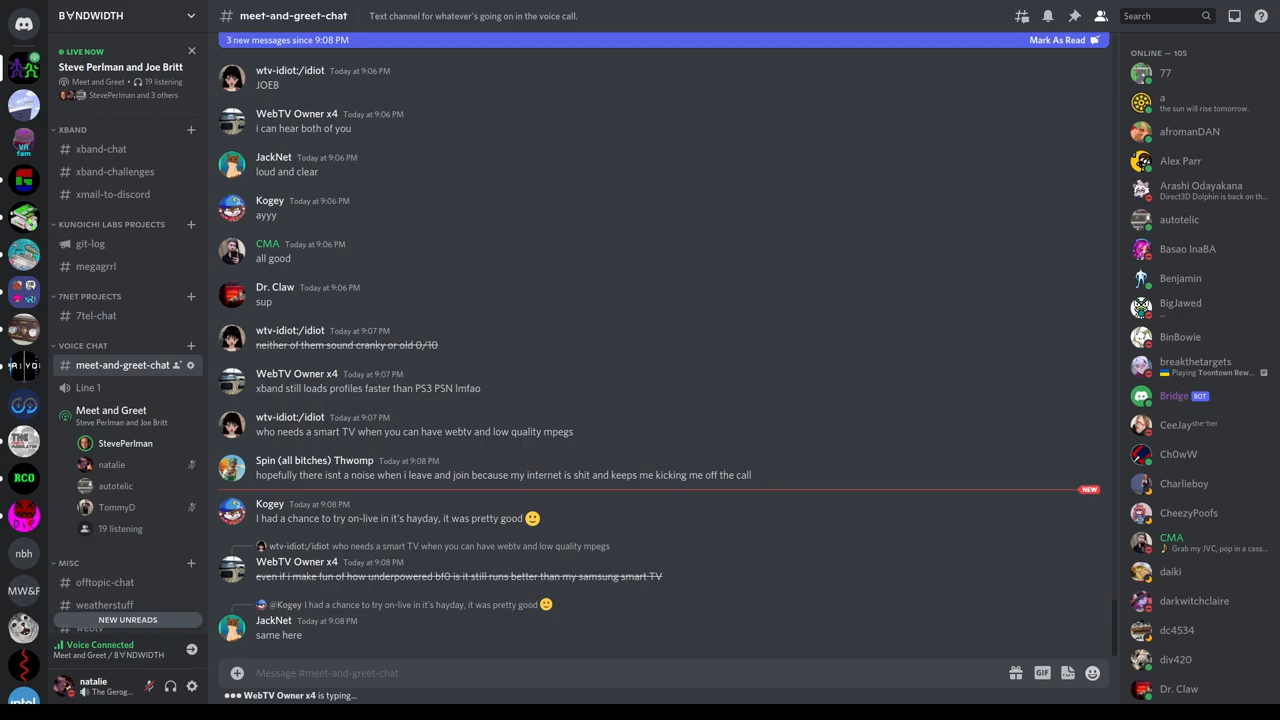 B∀NDWIDTH
LIVE NOW
Steve Perlman and Joe Britt
Meet and Greet • 19 listening
StevePerlman and 3 others
XBAND
# xband-chat
# xband-challenges
# xmail-to-discord
KUNOICHI LABS PROJECTS
git-log
# megagrrl
7NET PROJECTS
# 7tel-chat
VOICE CHAT
# meet-and-greet-chat
Line 1
Meet and Greet
Steve Perlman and Joe Britt
StevePerlman
natalie
autotelic
TommyD
19 listening
MISC
# offtopic-chat
# weatherstuff
# webtv
NEW UNREADS
Voice Connected
Meet and Greet / B∀NDWIDTH
natalie
The Gerog...
VR
fam
RCO
nbh
MW&F
intel
# meet-and-greet-chat
Text channel for whatever's going on in the voice call.
Search
3 new messages since 9:08 PM
Mark As Read
wtv-idiot:/idiot Today at 9:06 PM
JOEB
WebTV Owner x4 Today at 9:06 PM
i can hear both of you
JackNet Today at 9:06 PM
loud and clear
Kogey Today at 9:06 PM
ayyy
CMA Today at 9:06 PM
all good
Dr. Claw Today at 9:06 PM
sup
wtv-idiot:/idiot Today at 9:07 PM
neither of them sound cranky or old 0/10
WebTV Owner x4 Today at 9:07 PM
xband still loads profiles faster than PS3 PSN lmfao
wtv-idiot:/idiot Today at 9:07 PM
who needs a smart TV when you can have webtv and low quality mpegs
Spin (all bitches) Thwomp Today at 9:08 PM
hopefully there isnt a noise when i leave and join because my internet is shit and keeps me kicking me off the call
NEW
Kogey Today at 9:08 PM
I had a chance to try on-live in it's hayday, it was pretty good 🙂
wtv-idiot:/idiot who needs a smart TV when you can have webtv and low quality mpegs
WebTV Owner x4 Today at 9:08 PM
even if i make fun of how underpowered bf0 is it still runs better than my samsung smart TV
@Kogey I had a chance to try on-live in it's hayday, it was pretty good 🙂
JackNet Today at 9:08 PM
same here
Message #meet-and-greet-chat
GIF
WebTV Owner x4 is typing...
ONLINE — 105
77
a
the sun will rise tomorrow.
afromanDAN
Alex Parr
Arashi Odayakana
Direct3D Dolphin is back on th...
autotelic
Basao InaBA
Benjamin
BigJawed
...
BinBowie
breakthetargets
Playing Toontown Rew...
Bridge BOT
CeeJay she~her
Ch0wW
Charlieboy
CheezyPoofs
CMA
Grab my JVC, pop in a cass...
daiki
darkwitchclaire
dc4534
div420
Dr. Claw